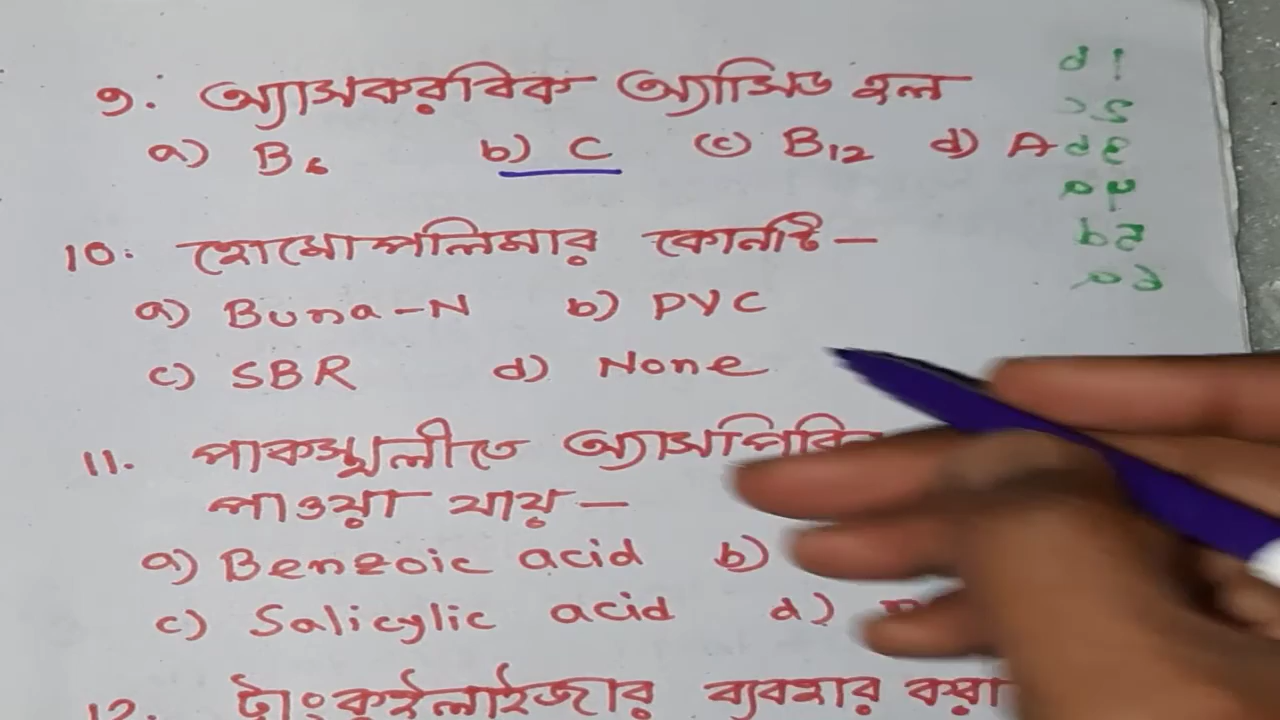 9. অ্যাসকরবিক অ্যাসিড হল
a) B6 b) C (c) B12 d) A
10. হোমোপলিমার কোনটি —
a) Buna-N b) PVC
c) SBR d) None
11. পাকস্থলীতে
পাওয়া যায় —
a) Benzoic acid b)
c) Salicylic acid d)
12. ট্রাংকুইলাইজার ব্যবহার করা